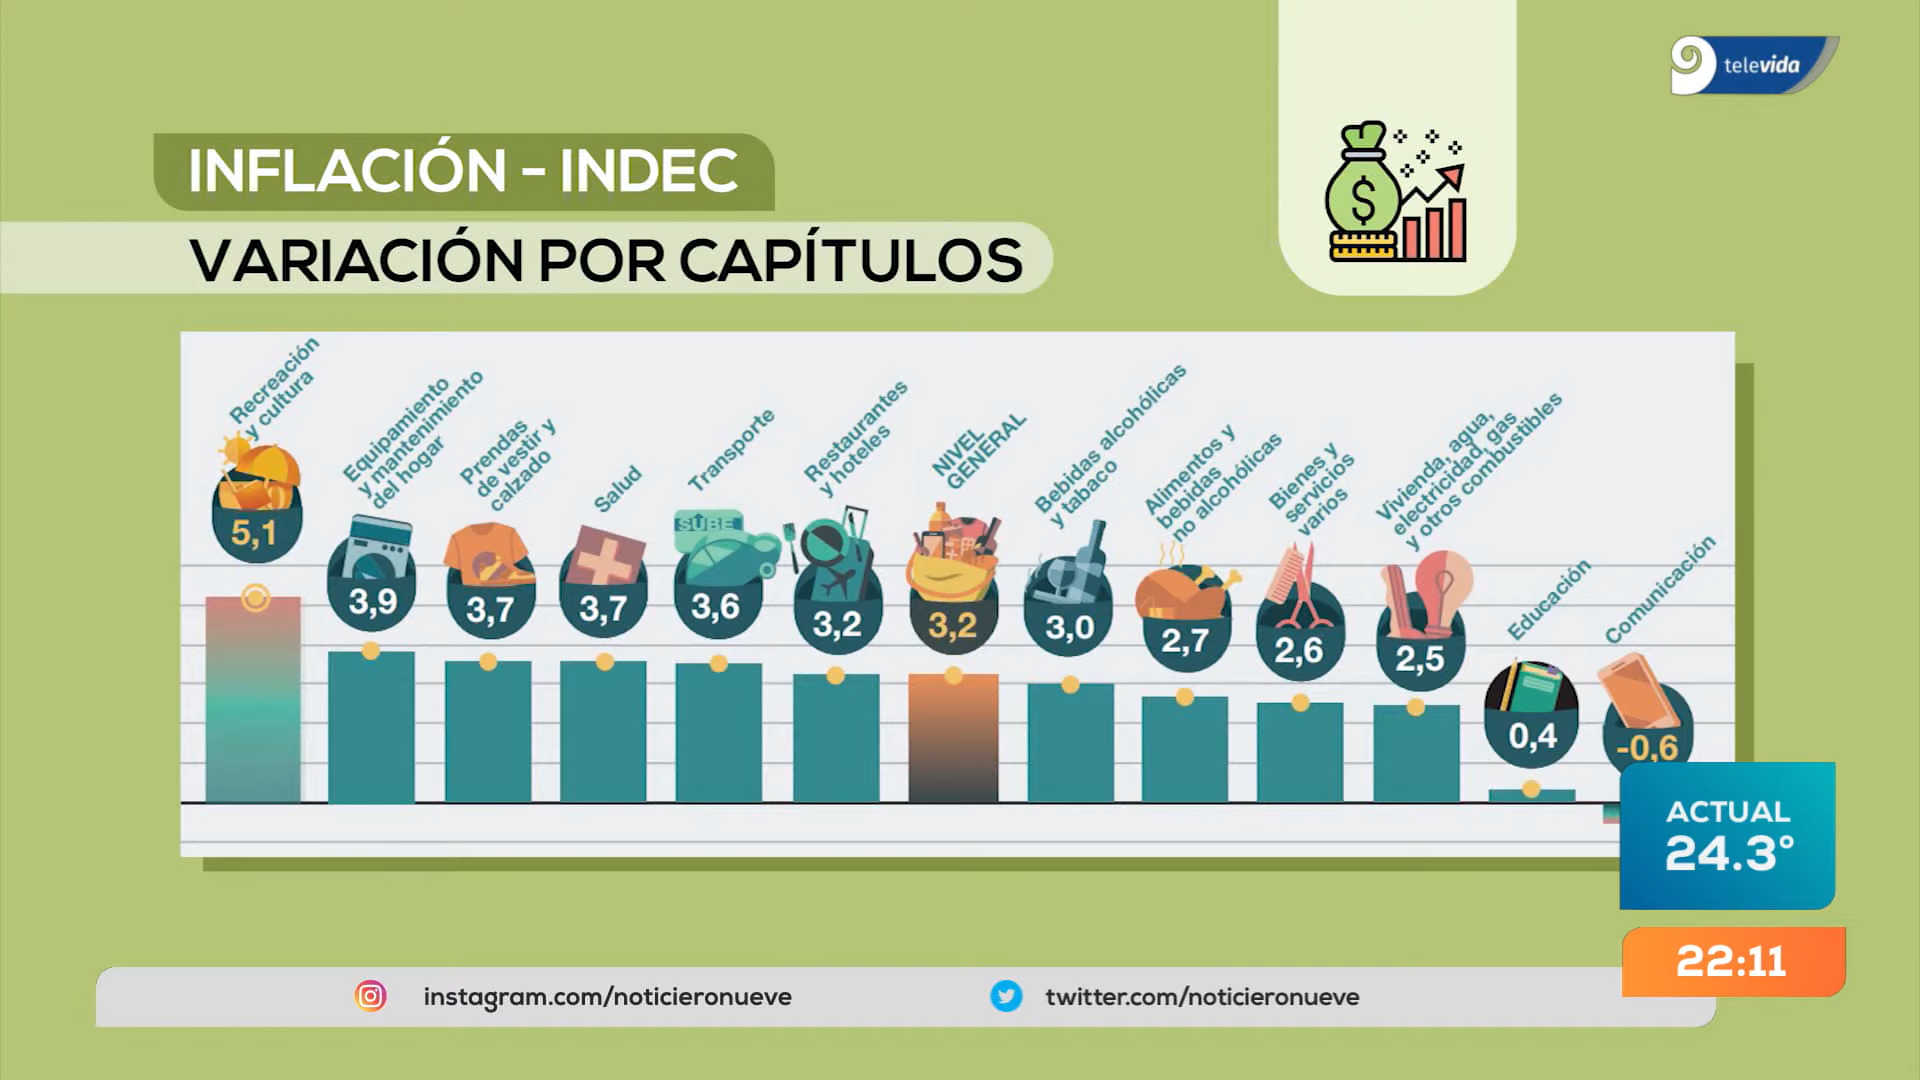 televida
INFLACIÓN - INDEC
VARIACIÓN POR CAPÍTULOS
Recreación
y cultura
5,1
Equipamiento
y mantenimiento
del hogar
3,9
Prendas
de vestir y
calzado
3,7
Salud
3,7
Transporte
SUBE
3,6
Restaurantes
y hoteles
3,2
NIVEL
GENERAL
3,2
Bebidas alcohólicas
y tabaco
3,0
Alimentos y
bebidas
no alcohólicas
2,7
Bienes y
servicios
varios
2,6
Vivienda, agua,
electricidad, gas
y otros combustibles
2,5
Educación
0,4
Comunicación
-0,6
ACTUAL
24.3°
22:11
instagram.com/noticieronueve
twitter.com/noticieronueve